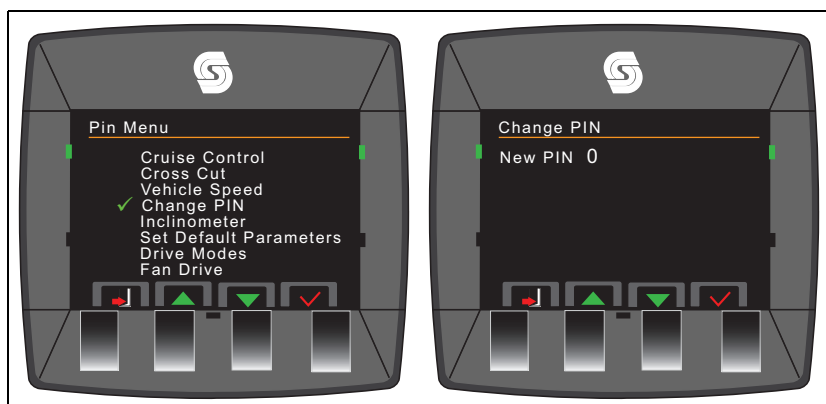 Pin Menu
Cruise Control
Cross Cut
Vehicle Speed
Change PIN
Inclinometer
Set Default Parameters
Drive Modes
Fan Drive
Change PIN
New PIN 0